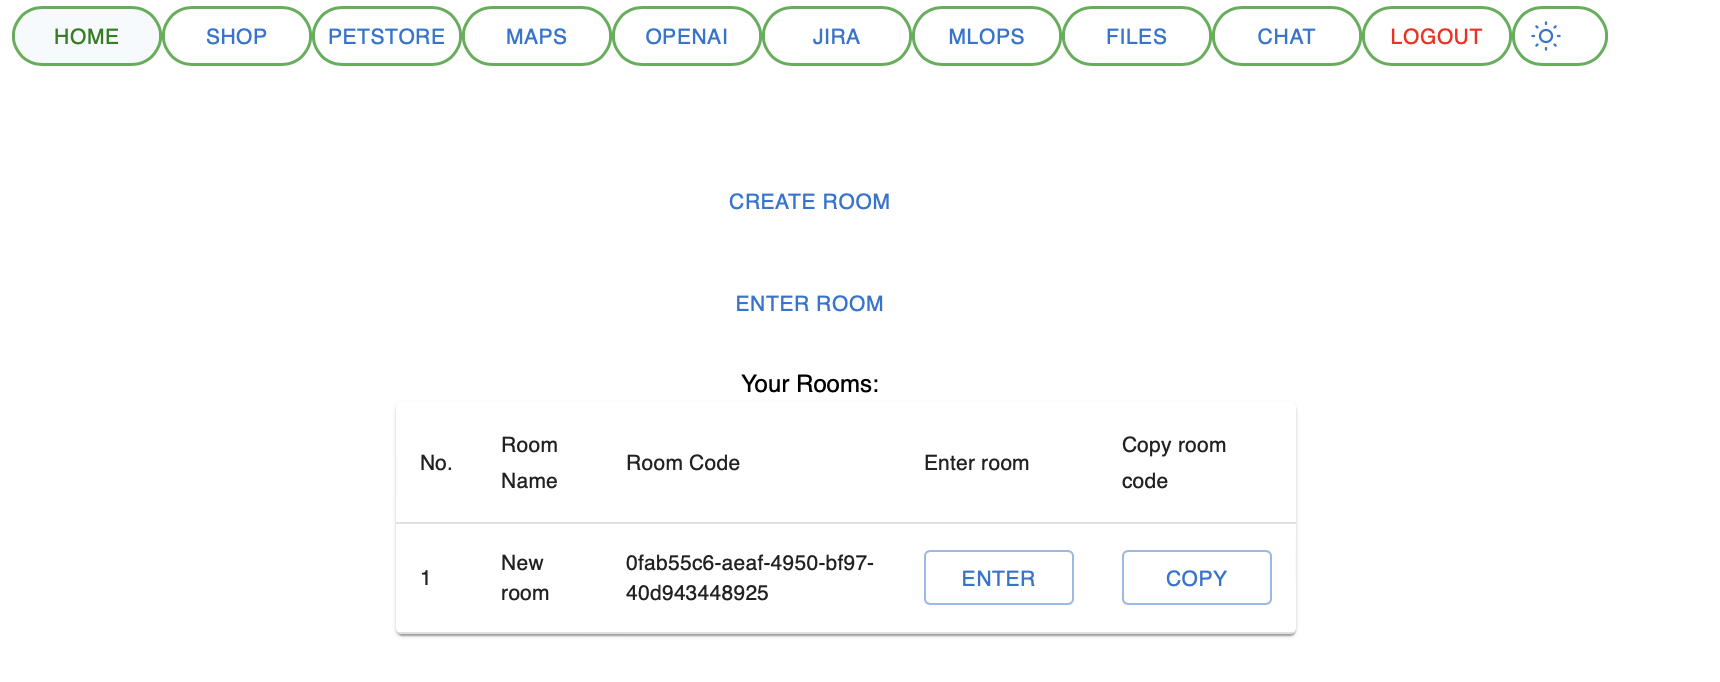 HOME SHOP PETSTORE MAPS OPENAI JIRA MLOPS FILES CHAT LOGOUT
CREATE ROOM
ENTER ROOM
Your Rooms:
No. Room Name Room Code Enter room Copy room code
1 New room 0fab55c6-aeaf-4950-bf97-40d943448925 ENTER COPY